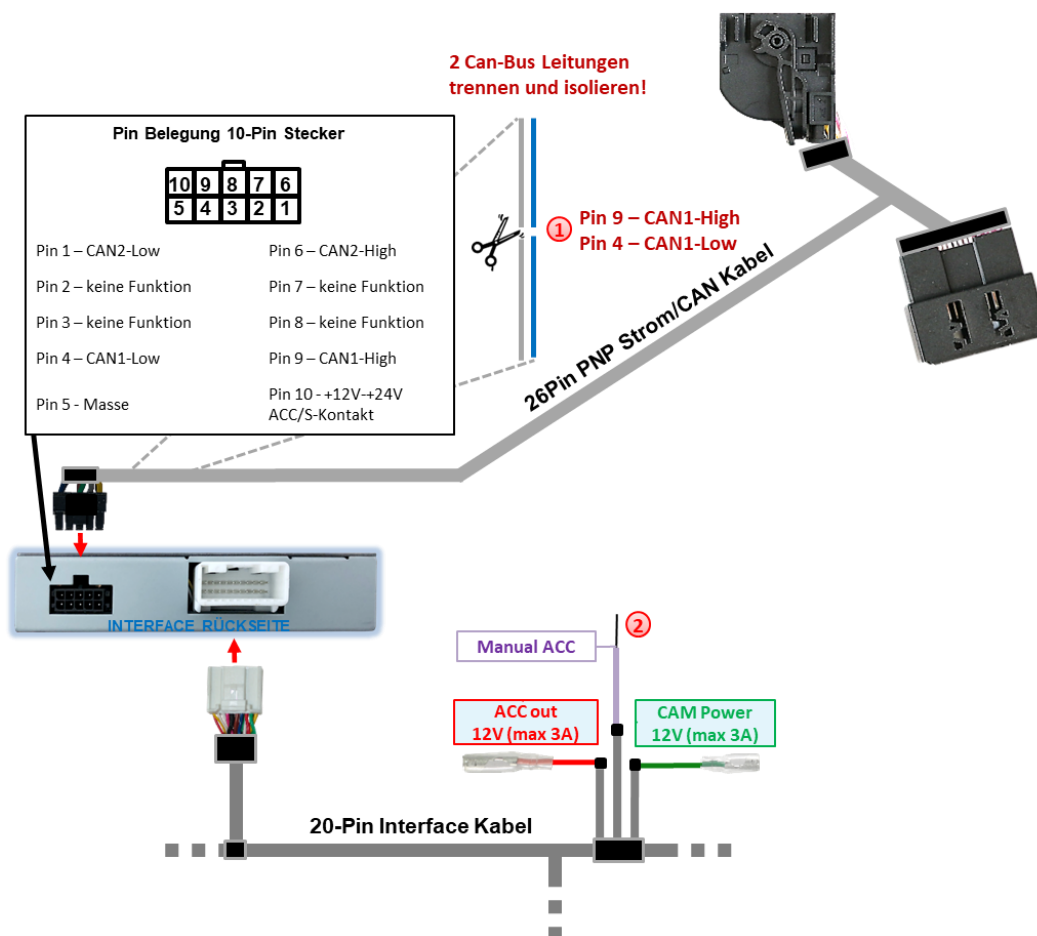 2 Can-Bus Leitungen
trennen und isolieren!
Pin Belegung 10-Pin Stecker
10 9 8 7 6
5 4 3 2 1
Pin 1 – CAN2-Low
Pin 6 – CAN2-High
Pin 2 – keine Funktion
Pin 7 – keine Funktion
Pin 3 – keine Funktion
Pin 8 – keine Funktion
Pin 4 – CAN1-Low
Pin 9 – CAN1-High
Pin 5 - Masse
Pin 10 - +12V-+24V
ACC/S-Kontakt
1
Pin 9 – CAN1-High
Pin 4 – CAN1-Low
26Pin PNP Strom/CAN Kabel
INTERFACE RÜCKSEITE
2
Manual ACC
ACC out
12V (max 3A)
CAM Power
12V (max 3A)
20-Pin Interface Kabel